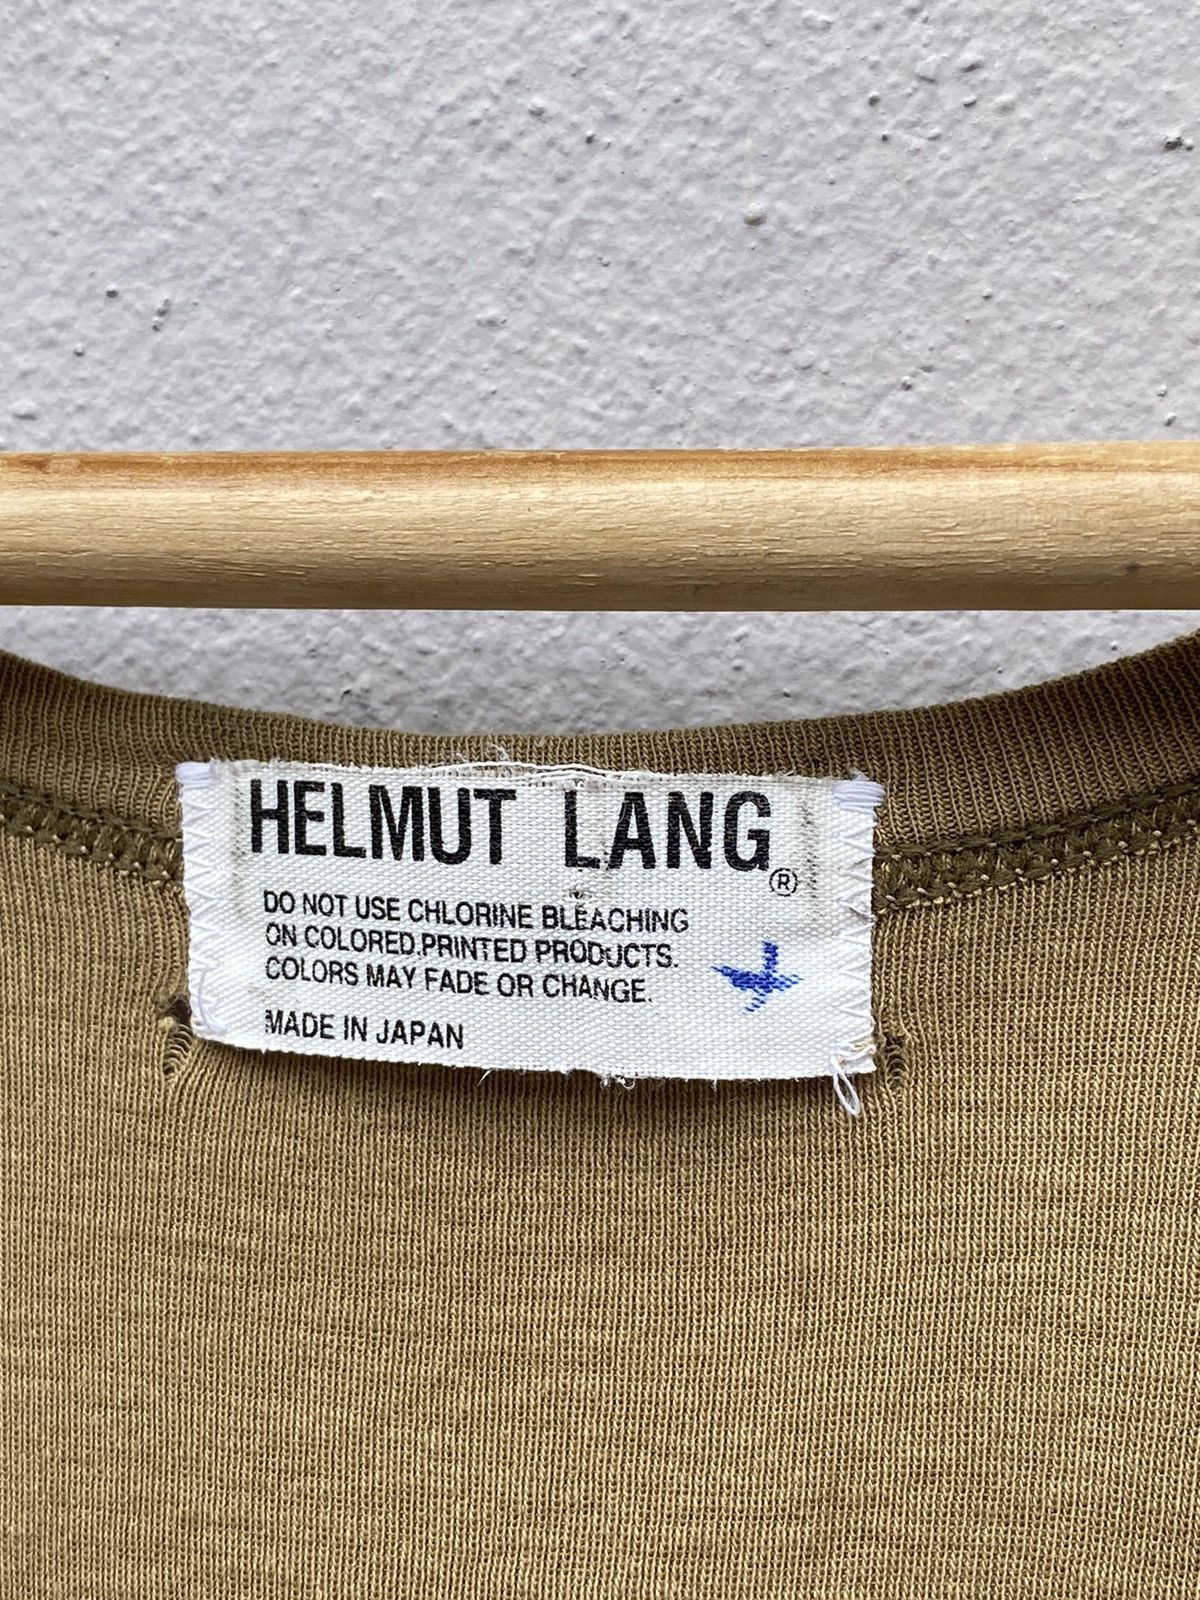 HELMUT LANG®
DO NOT USE CHLORINE BLEACHING
ON COLORED.PRINTED PRODUCTS.
COLORS MAY FADE OR CHANGE.
MADE IN JAPAN